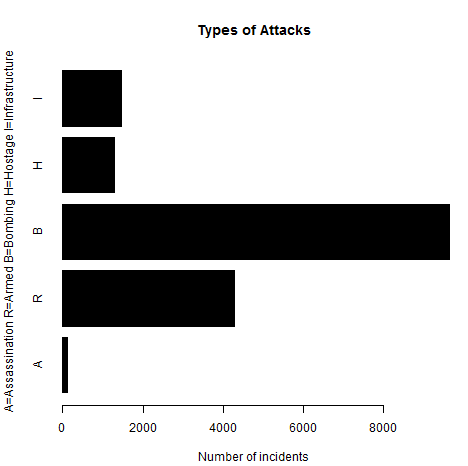 Types of Attacks
A=Assassination R=Armed B=Bombing H=Hostage I=Infrastructure
I
H
B
R
A
0 2000 4000 6000 8000
Number of incidents